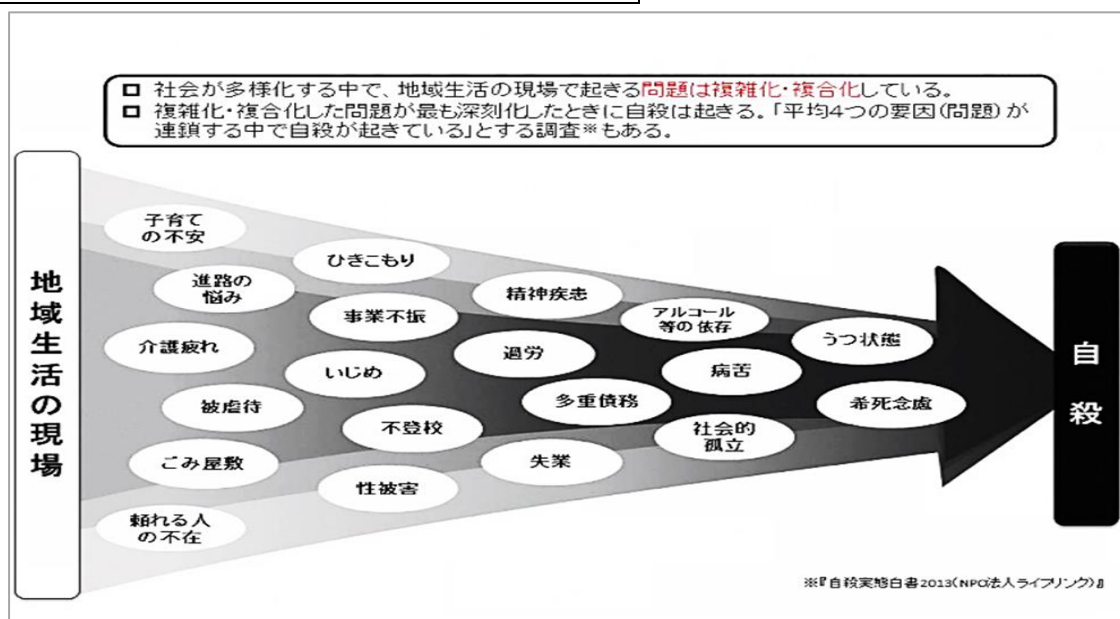 □ 社会が多様化する中で、地域生活の現場で起きる問題は複雑化・複合化している。
□ 複雑化・複合化した問題が最も深刻化したときに自殺は起きる。「平均4つの要因(問題)が
連鎖する中で自殺が起きている」とする調査※もある。
地域生活の現場
子育て
の不安
進路の
悩み
介護疲れ
被虐待
ごみ屋敷
頼れる人
の不在
ひきこもり
事業不振
いじめ
不登校
性被害
精神疾患
過労
多重債務
失業
アルコール
等の依存
病苦
社会的
孤立
うつ状態
希死念慮
自殺
※『自殺実態白書2013(NPO法人ライフリンク)』